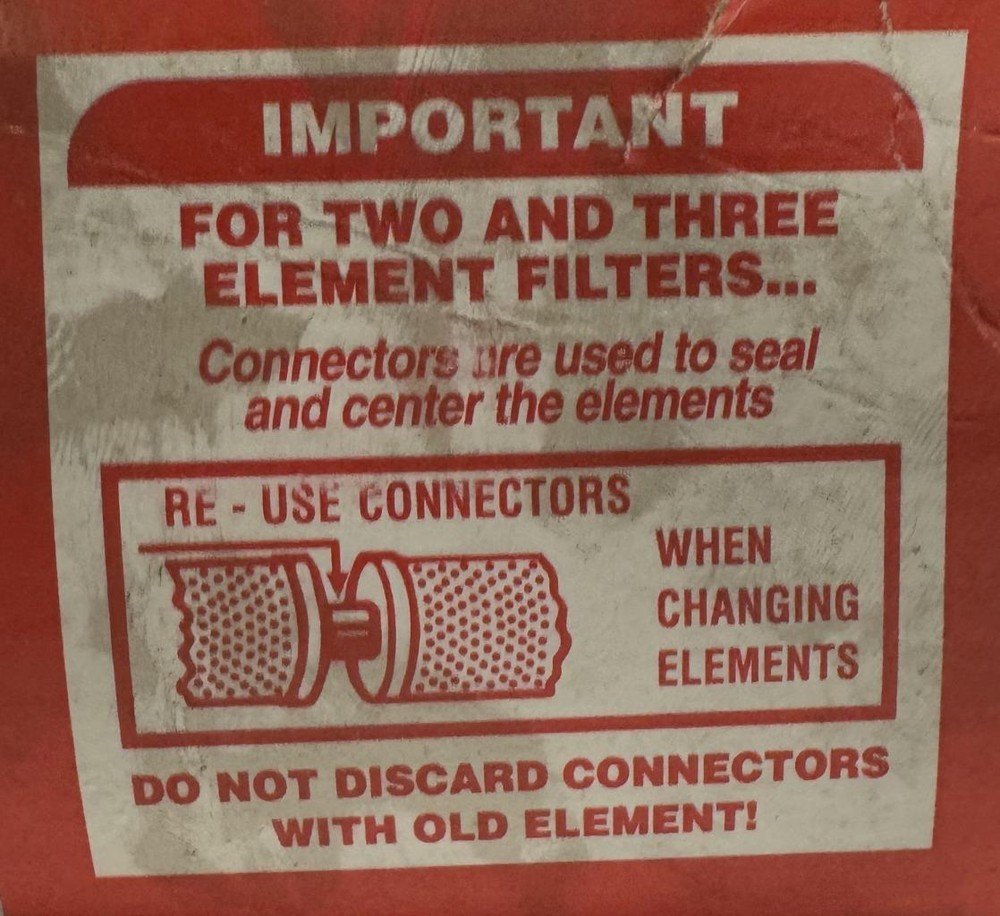 IMPORTANT
FOR TWO AND THREE
ELEMENT FILTERS...
Connectors are used to seal
and center the elements
RE - USE CONNECTORS
WHEN
CHANGING
ELEMENTS
DO NOT DISCARD CONNECTORS
WITH OLD ELEMENT!